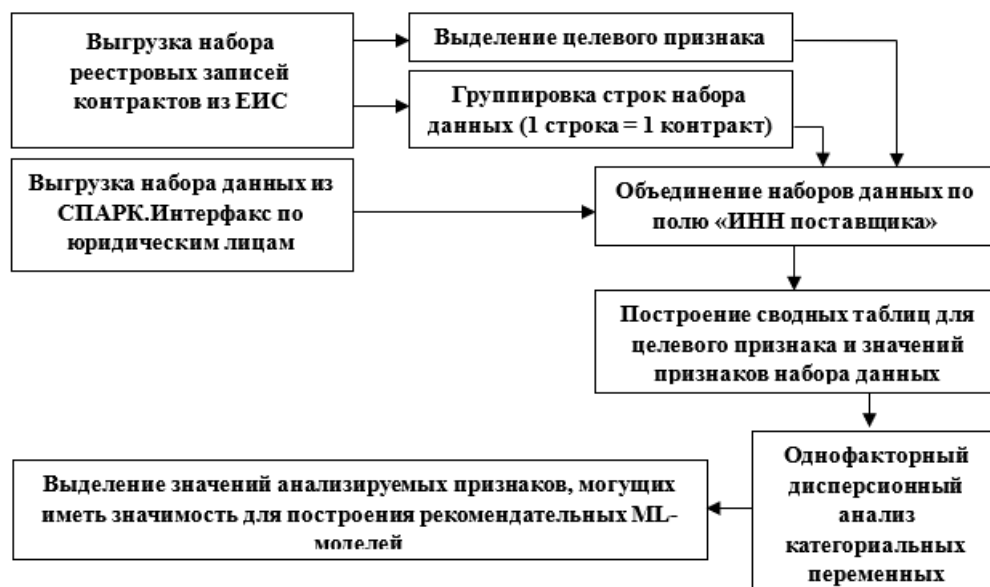 Выгрузка набора
реестровых записей
контрактов из ЕИС
Выделение целевого признака
Группировка строк набора
данных (1 строка = 1 контракт)
Выгрузка набора данных из
СПАРК.Интерфакс по
юридическим лицам
Объединение наборов данных по
полю «ИНН поставщика»
Построение сводных таблиц для
целевого признака и значений
признаков набора данных
Однофакторный
дисперсионный
анализ
категориальных
переменных
Выделение значений анализируемых признаков, могущих
иметь значимость для построения рекомендательных ML-
моделей